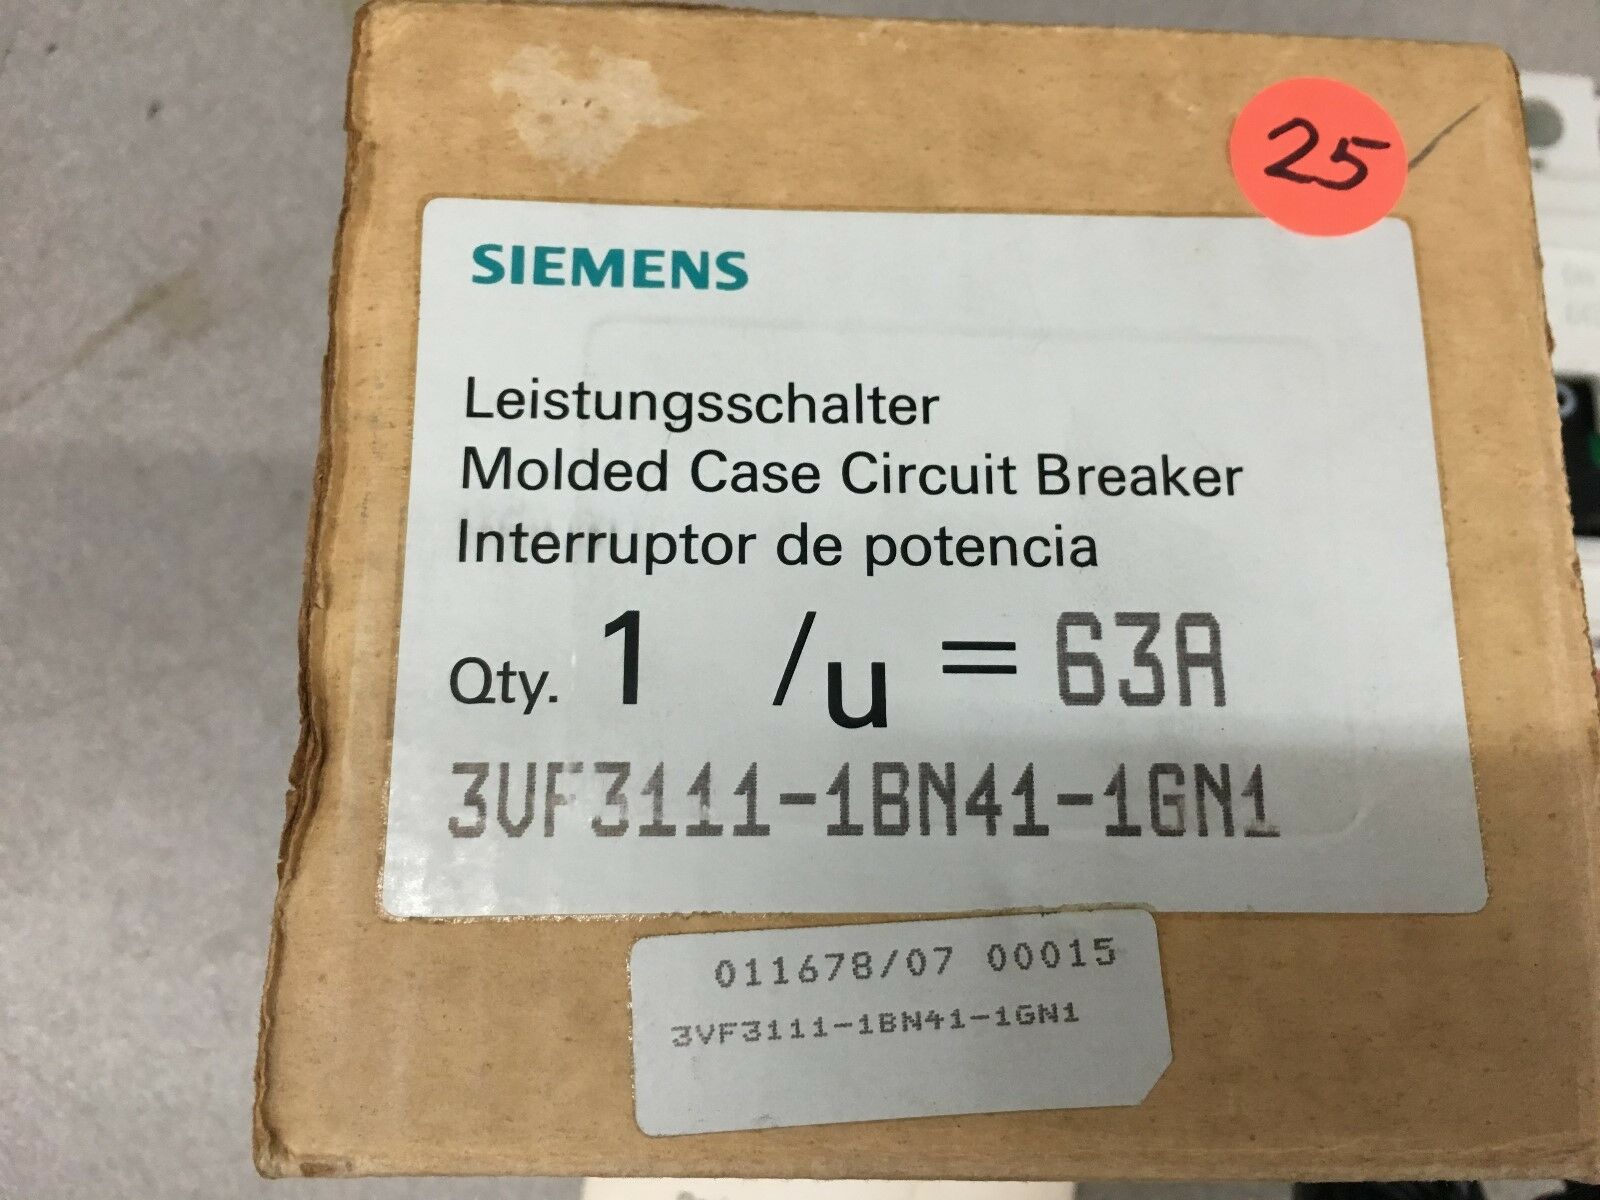 25
SIEMENS
Leistungsschalter
Molded Case Circuit Breaker
Interruptor de potencia
Qty. 1 /u = 63A
3VF3111-1BN41-1GN1
011678/07 00015
3VF3111-1BN41-1GN1